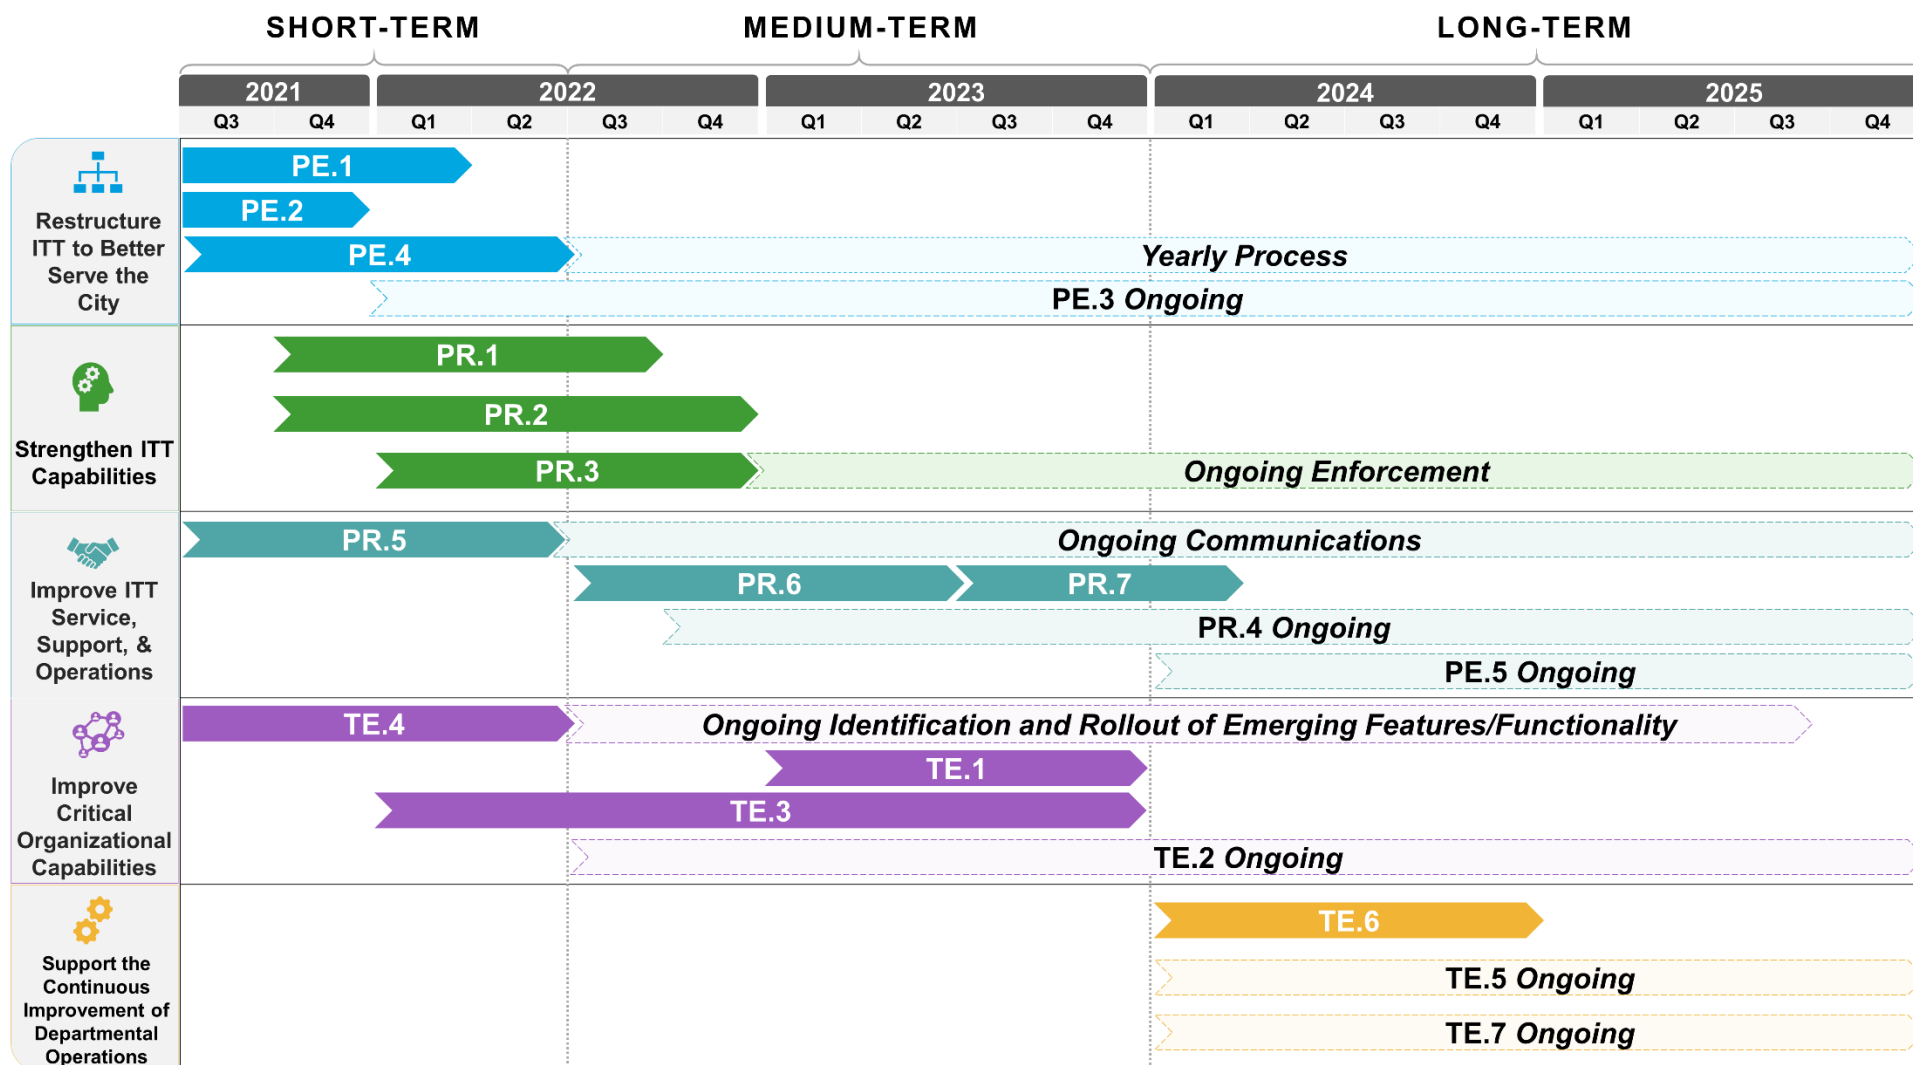 SHORT-TERM MEDIUM-TERM LONG-TERM
2021 2022 2023 2024 2025
Q3 Q4 Q1 Q2 Q3 Q4 Q1 Q2 Q3 Q4 Q1 Q2 Q3 Q4 Q1 Q2 Q3 Q4
Restructure
ITT to Better
Serve the
City
PE.1
PE.2
PE.4 Yearly Process
PE.3 Ongoing
Strengthen ITT
Capabilities
PR.1
PR.2
PR.3 Ongoing Enforcement
Improve ITT
Service,
Support, &
Operations
PR.5 Ongoing Communications
PR.6 PR.7
PR.4 Ongoing
PE.5 Ongoing
Improve
Critical
Organizational
Capabilities
TE.4 Ongoing Identification and Rollout of Emerging Features/Functionality
TE.1
TE.3
TE.2 Ongoing
Support the
Continuous
Improvement of
Departmental
Operations
TE.6
TE.5 Ongoing
TE.7 Ongoing